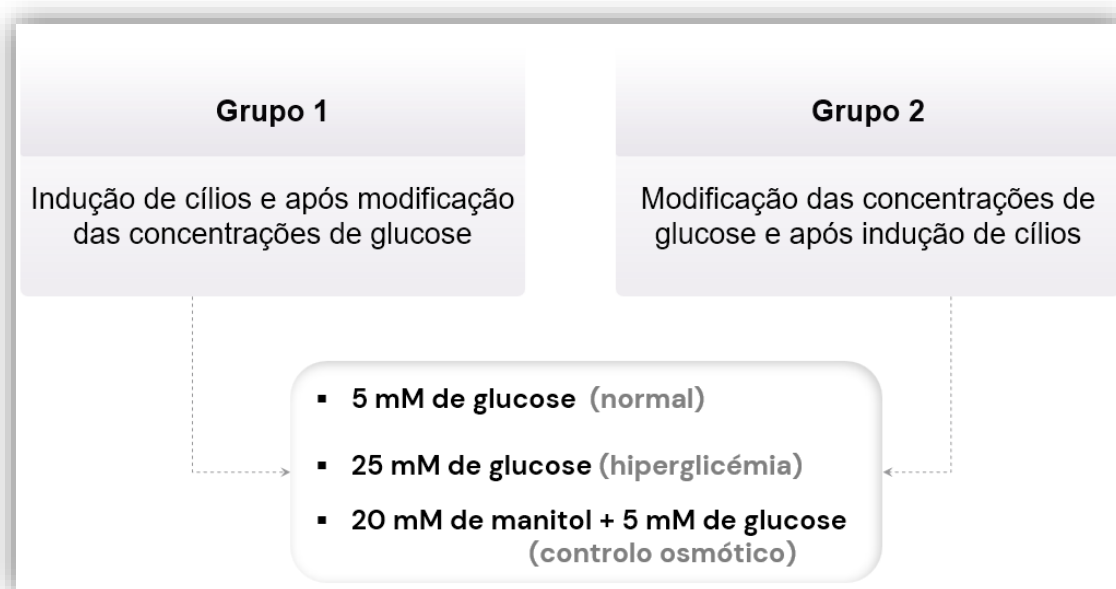 Grupo 1
Indução de cílios e após modificação
das concentrações de glucose
Grupo 2
Modificação das concentrações de
glucose e após indução de cílios
▪ 5 mM de glucose (normal)
▪ 25 mM de glucose (hiperglicémia)
▪ 20 mM de manitol + 5 mM de glucose
(controlo osmótico)